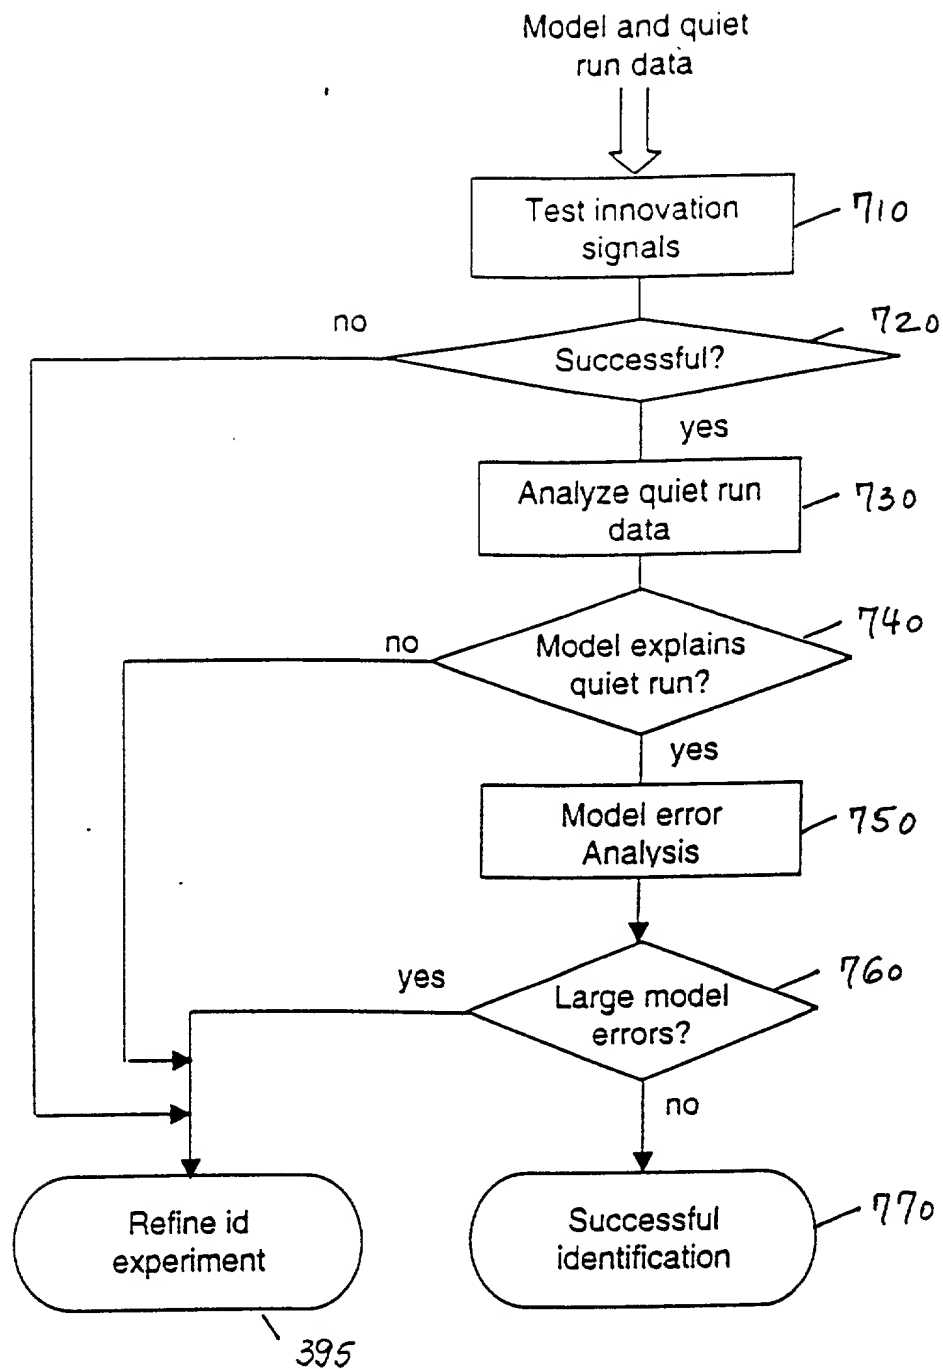 Model and quiet
run data
Test innovation
signals
710
no
720
Successful?
yes
Analyze quiet run
data
730
no
740
Model explains
quiet run?
yes
Model error
Analysis
750
yes
760
Large model
errors?
no
Refine id
experiment
Successful
identification
770
395